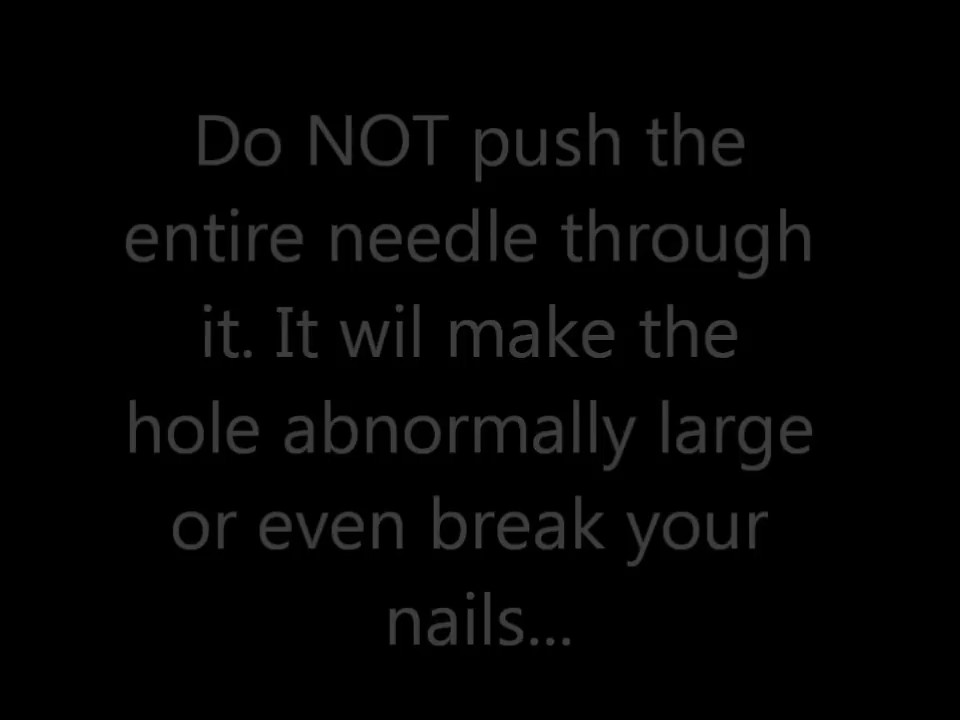 Do NOT push the
entire needle through
it. It wil make the
hole abnormally large
or even break your
nails...